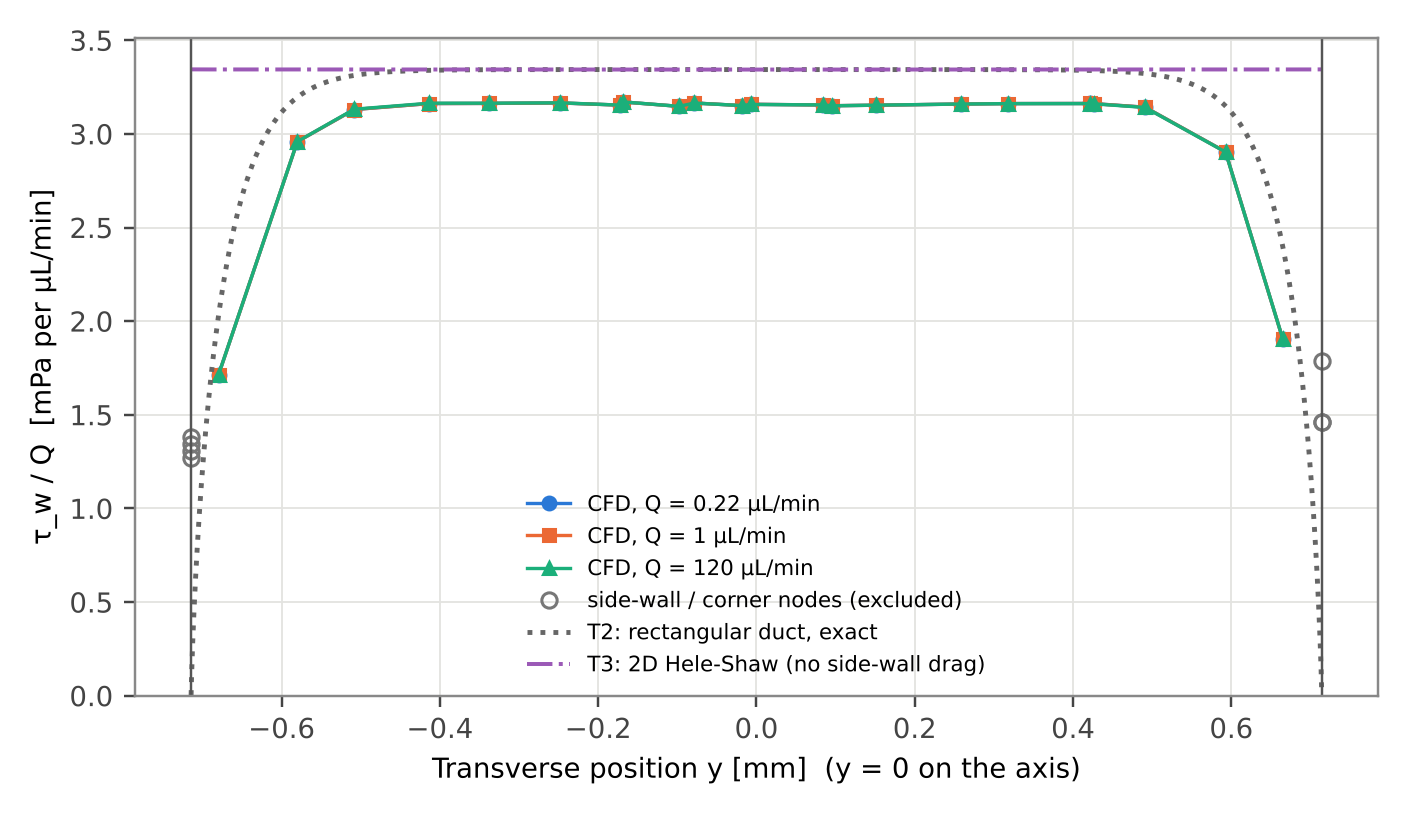 3.5
3.0
2.5
2.0
1.5
1.0
0.5
0.0
τ_w / Q [mPa per µL/min]
CFD, Q = 0.22 µL/min
CFD, Q = 1 µL/min
CFD, Q = 120 µL/min
side-wall / corner nodes (excluded)
T2: rectangular duct, exact
T3: 2D Hele-Shaw (no side-wall drag)
−0.6 −0.4 −0.2 0.0 0.2 0.4 0.6
Transverse position y [mm] (y = 0 on the axis)